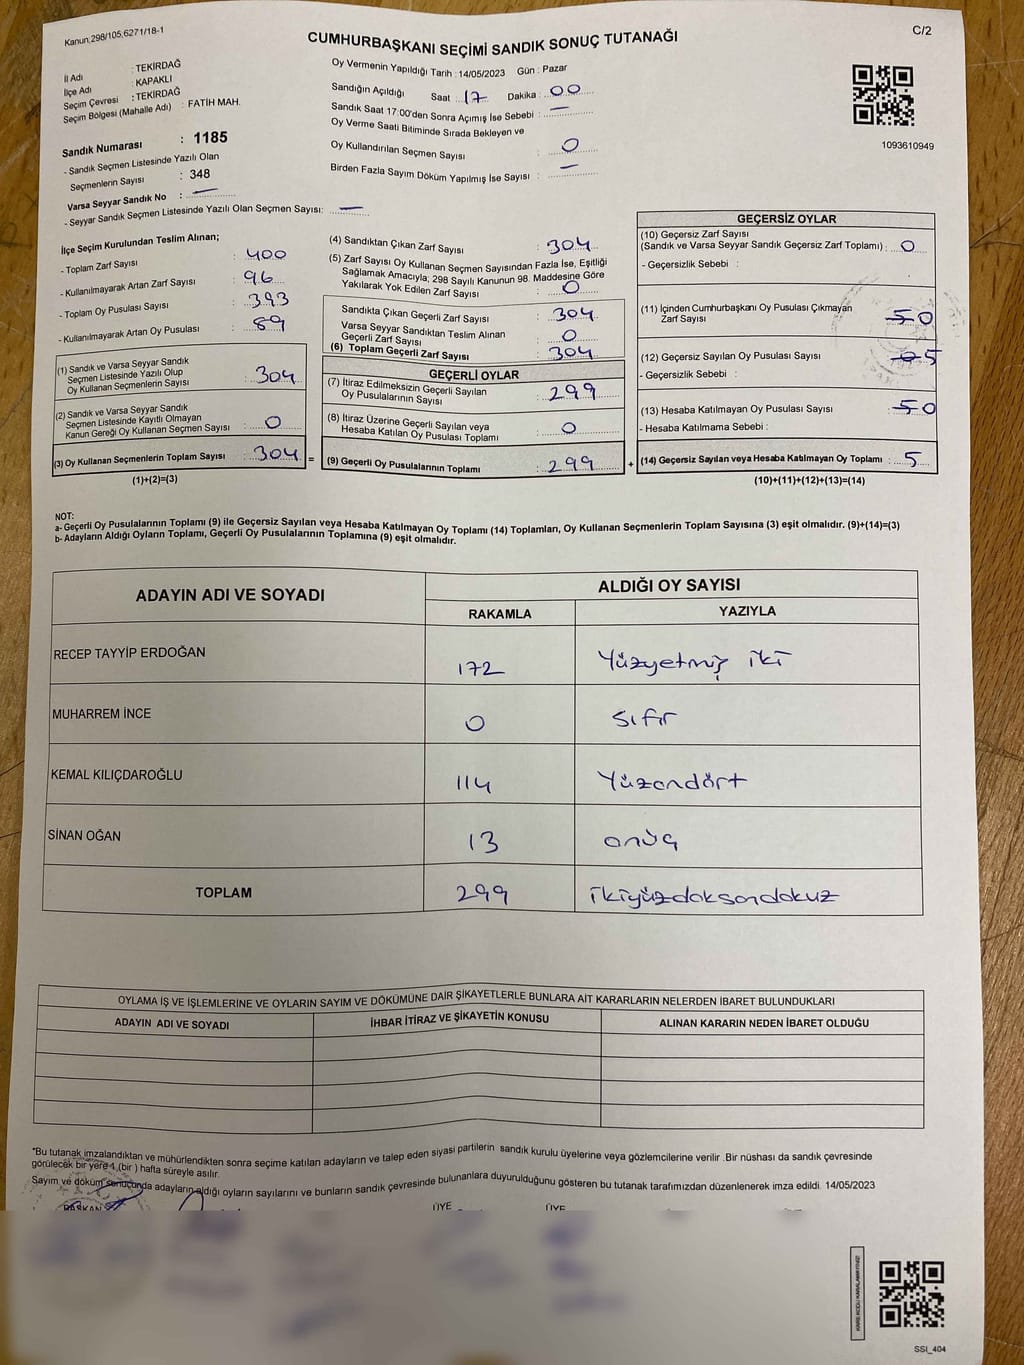 Kanun:298/105,6271/18-1
C/2
CUMHURBAŞKANI SEÇİMİ SANDIK SONUÇ TUTANAĞI
İl Adı : TEKİRDAĞ
İlçe Adı : KAPAKLI
Seçim Çevresi : TEKİRDAĞ
Seçim Bölgesi (Mahalle Adı) : FATİH MAH.
Sandık Numarası : 1185
- Sandık Seçmen Listesinde Yazılı Olan
Seçmenlerin Sayısı : 348
Varsa Seyyar Sandık No : —
- Seyyar Sandık Seçmen Listesinde Yazılı Olan Seçmen Sayısı: —
Oy Vermenin Yapıldığı Tarih : 14/05/2023 Gün : Pazar
Sandığın Açıldığı Saat : 17 Dakika : 00
Sandık Saat 17:00'den Sonra Açımış İse Sebebi : —
Oy Verme Saati Bitiminde Sırada Bekleyen ve
Oy Kullandırılan Seçmen Sayısı : 0
Birden Fazla Sayım Döküm Yapılmış İse Sayısı : —
1093610949
İlçe Seçim Kurulundan Teslim Alınan;
- Toplam Zarf Sayısı : 400
- Kullanılmayarak Artan Zarf Sayısı : 96
- Toplam Oy Pusulası Sayısı : 393
- Kullanılmayarak Artan Oy Pusulası : 89
(1) Sandık ve Varsa Seyyar Sandık
Seçmen Listesinde Yazılı Olup
Oy Kullanan Seçmenlerin Sayısı : 304
(2) Sandık ve Varsa Seyyar Sandık
Seçmen Listesinde Kayıtlı Olmayan
Kanun Gereği Oy Kullanan Seçmen Sayısı : 0
(3) Oy Kullanan Seçmenlerin Toplam Sayısı : 304 =
(1)+(2)=(3)
(4) Sandıktan Çıkan Zarf Sayısı : 304
(5) Zarf Sayısı Oy Kullanan Seçmen Sayısından Fazla İse, Eşitliği
Sağlamak Amacıyla; 298 Sayılı Kanunun 98. Maddesine Göre
Yakılarak Yok Edilen Zarf Sayısı : 0
Sandıkta Çıkan Geçerli Zarf Sayısı : 304
Varsa Seyyar Sandıktan Teslim Alınan
Geçerli Zarf Sayısı : 0
(6) Toplam Geçerli Zarf Sayısı : 304
GEÇERLİ OYLAR
(7) İtiraz Edilmeksizin Geçerli Sayılan
Oy Pusulalarının Sayısı : 299
(8) İtiraz Üzerine Geçerli Sayılan veya
Hesaba Katılan Oy Pusulası Toplamı : 0
(9) Geçerli Oy Pusulalarının Toplamı : 299 +
GEÇERSİZ OYLAR
(10) Geçersiz Zarf Sayısı
(Sandık ve Varsa Seyyar Sandık Geçersiz Zarf Toplamı) : 0
- Geçersizlik Sebebi :
(11) İçinden Cumhurbaşkanı Oy Pusulası Çıkmayan
Zarf Sayısı : 5 0
(12) Geçersiz Sayılan Oy Pusulası Sayısı : 0 5
- Geçersizlik Sebebi :
(13) Hesaba Katılmayan Oy Pusulası Sayısı : 5 0
- Hesaba Katılmama Sebebi :
(14) Geçersiz Sayılan veya Hesaba Katılmayan Oy Toplamı : 5
(10)+(11)+(12)+(13)=(14)
NOT:
a- Geçerli Oy Pusulalarının Toplamı (9) ile Geçersiz Sayılan veya Hesaba Katılmayan Oy Toplamı (14) Toplamları, Oy Kullanan Seçmenlerin Toplam Sayısına (3) eşit olmalıdır. (9)+(14)=(3)
b- Adayların Aldığı Oyların Toplamı, Geçerli Oy Pusulalarının Toplamına (9) eşit olmalıdır.
ADAYIN ADI VE SOYADI
ALDIĞI OY SAYISI
RAKAMLA YAZIYLA
RECEP TAYYİP ERDOĞAN 172 Yüzyetmiş iki
MUHARREM İNCE 0 sıfır
KEMAL KILIÇDAROĞLU 114 Yüzondört
SİNAN OĞAN 13 onüç
TOPLAM 299 ikiyüzdoksandokuz
OYLAMA İŞ VE İŞLEMLERİNE VE OYLARIN SAYIM VE DÖKÜMÜNE DAİR ŞİKAYETLERLE BUNLARA AİT KARARLARIN NELERDEN İBARET BULUNDUKLARI
ADAYIN ADI VE SOYADI İHBAR İTİRAZ VE ŞİKAYETİN KONUSU ALINAN KARARIN NEDEN İBARET OLDUĞU
*Bu tutanak imzalandıktan ve mühürlendikten sonra seçime katılan adayların ve talep eden siyasi partilerin sandık kurulu üyelerine veya gözlemcilerine verilir .Bir nüshası da sandık çevresinde
görülecek bir yere 1 (bir ) hafta süreyle asılır.
Sayım ve döküm sonucunda adayların aldığı oyların sayılarını ve bunların sandık çevresinde bulunanlara duyurulduğunu gösteren bu tutanak tarafımızdan düzenlenerek imza edildi. 14/05/2023
BAŞKAN ÜYE ÜYE
SSI_404